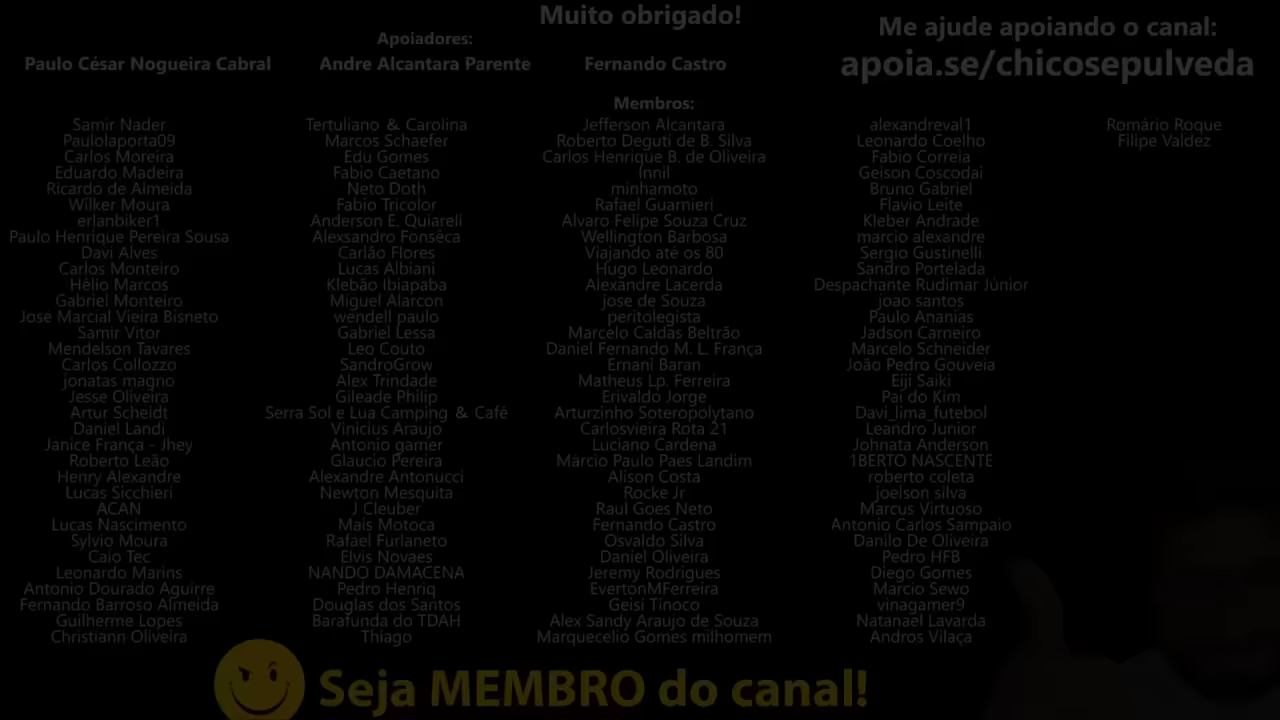 Muito obrigado!
Me ajude apoiando o canal:
apoia.se/chicosepulveda
Apoiadores:
Paulo César Nogueira Cabral
Andre Alcantara Parente
Fernando Castro
Membros:
Samir Nader
Paulolaporta09
Carlos Moreira
Eduardo Madeira
Ricardo de Almeida
Wilker Moura
erlanbiker1
Paulo Henrique Pereira Sousa
Davi Alves
Carlos Monteiro
Hélio Marcos
Gabriel Monteiro
Jose Marcial Vieira Bisneto
Samir Vitor
Mendelson Tavares
Carlos Collozzo
jonatas magno
Jesse Oliveira
Artur Scheidt
Daniel Landi
Janice França - Jhey
Roberto Leão
Henry Alexandre
Lucas Sicchieri
ACAN
Lucas Nascimento
Sylvio Moura
Caio Tec
Leonardo Marins
Antonio Dourado Aguirre
Fernando Barroso Almeida
Guilherme Lopes
Christiann Oliveira
Tertuliano & Carolina
Marcos Schaefer
Edu Gomes
Fabio Caetano
Neto Doth
Fabio Tricolor
Anderson E. Quiareli
Alexsandro Fonsêca
Carlão Flores
Lucas Albiani
Klebão Ibiapaba
Miguel Alarcon
wendell paulo
Gabriel Lessa
Leo Couto
SandroGrow
Alex Trindade
Gileade Philip
Serra Sol e Lua Camping & Café
Vinicius Araujo
Antonio gamer
Glaucio Pereira
Alexandre Antonucci
Newton Mesquita
J Cleuber
Mais Motoca
Rafael Furlaneto
Elvis Novaes
NANDO DAMACENA
Pedro Henriq
Douglas dos Santos
Barafunda do TDAH
Thiago
Jefferson Alcantara
Roberto Deguti de B. Silva
Carlos Henrique B. de Oliveira
Innil
minhamoto
Rafael Guarnieri
Alvaro Felipe Souza Cruz
Wellington Barbosa
Viajando até os 80
Hugo Leonardo
Alexandre Lacerda
jose de Souza
peritolegista
Marcelo Caldas Beltrão
Daniel Fernando M. L. França
Ernani Baran
Matheus Lp. Ferreira
Erivaldo Jorge
Arturzinho Soteropolytano
Carlosvieira Rota 21
Luciano Cardena
Márcio Paulo Paes Landim
Alison Costa
Rocke Jr
Raul Goes Neto
Fernando Castro
Osvaldo Silva
Daniel Oliveira
Jeremy Rodrigues
EvertonMFerreira
Geisi Tinoco
Alex Sandy Araujo de Souza
Marquecelio Gomes milhomem
alexandreval1
Leonardo Coelho
Fabio Correia
Geison Coscodai
Bruno Gabriel
Flavio Leite
Kleber Andrade
marcio alexandre
Sergio Gustinelli
Sandro Portelada
Despachante Rudimar Júnior
joao santos
Paulo Ananias
Jadson Carneiro
Marcelo Schneider
João Pedro Gouveia
Eiji Saiki
Pai do Kim
Davi_lima_futebol
Leandro Junior
Johnata Anderson
1BERTO NASCENTE
roberto coleta
joelson silva
Marcus Virtuoso
Antonio Carlos Sampaio
Danilo De Oliveira
Pedro HFB
Diego Gomes
Marcio Sewo
vinagamer9
Natanael Lavarda
Andros Vilaça
Romário Roque
Filipe Valdez
Seja MEMBRO do canal!